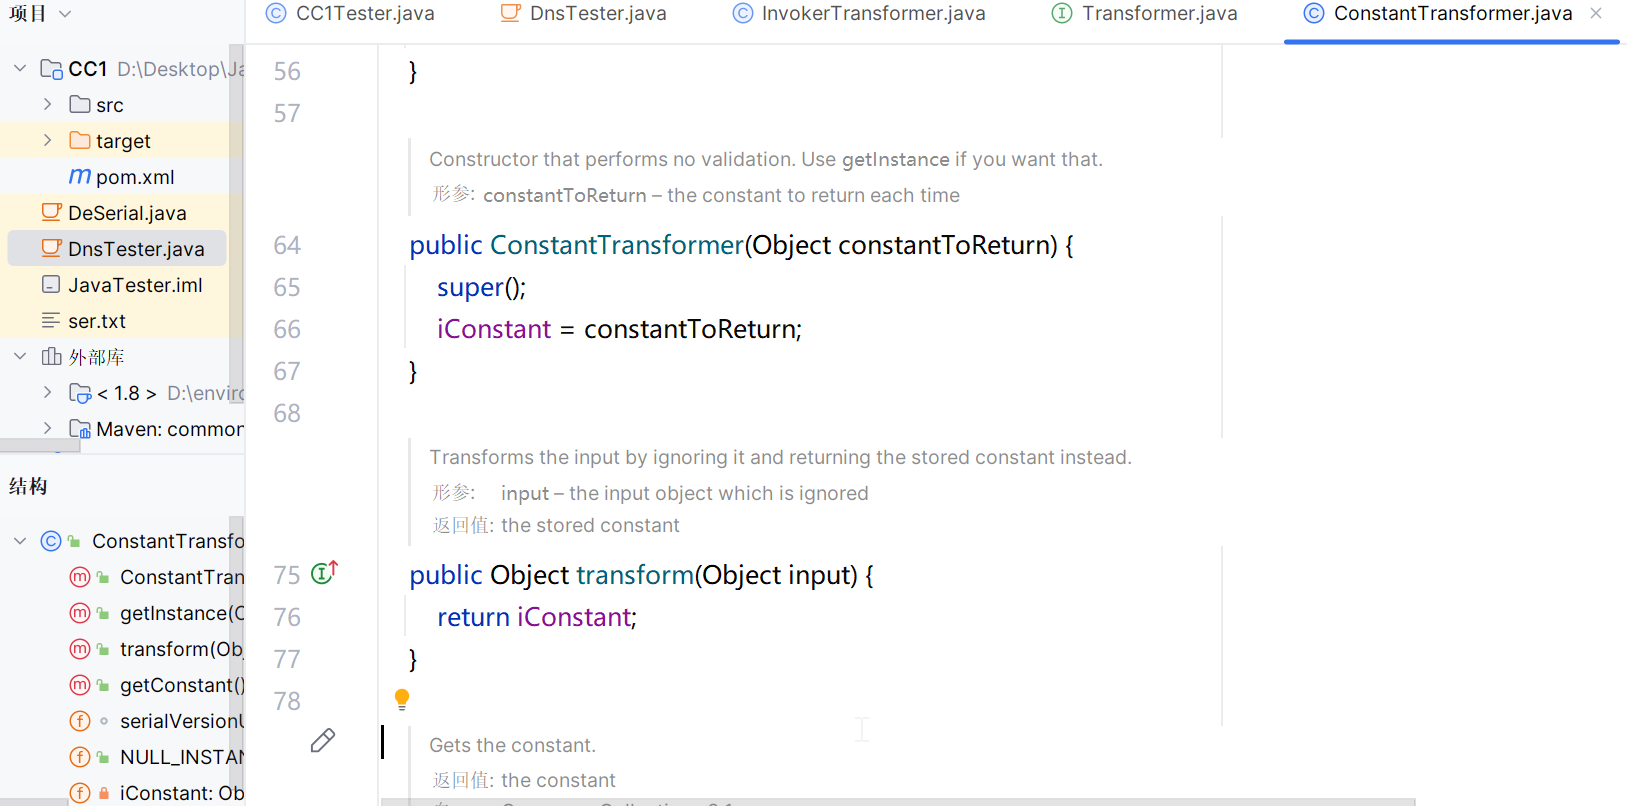 项目
CC1Tester.java
DnsTester.java
InvokerTransformer.java
Transformer.java
ConstantTransformer.java
CC1 D:\Desktop\Ja
src
target
pom.xml
DeSerial.java
DnsTester.java
JavaTester.iml
ser.txt
外部库
< 1.8 > D:\enviro
Maven: common
结构
ConstantTransfo
ConstantTran
getInstance(O
transform(Obj
getConstant()
serialVersionU
NULL_INSTAN
iConstant: Ob
56 }
57
Constructor that performs no validation. Use getInstance if you want that.
形参: constantToReturn – the constant to return each time
64 public ConstantTransformer(Object constantToReturn) {
65 super();
66 iConstant = constantToReturn;
67 }
68
Transforms the input by ignoring it and returning the stored constant instead.
形参: input – the input object which is ignored
返回值: the stored constant
75 public Object transform(Object input) {
76 return iConstant;
77 }
78
Gets the constant.
返回值: the constant